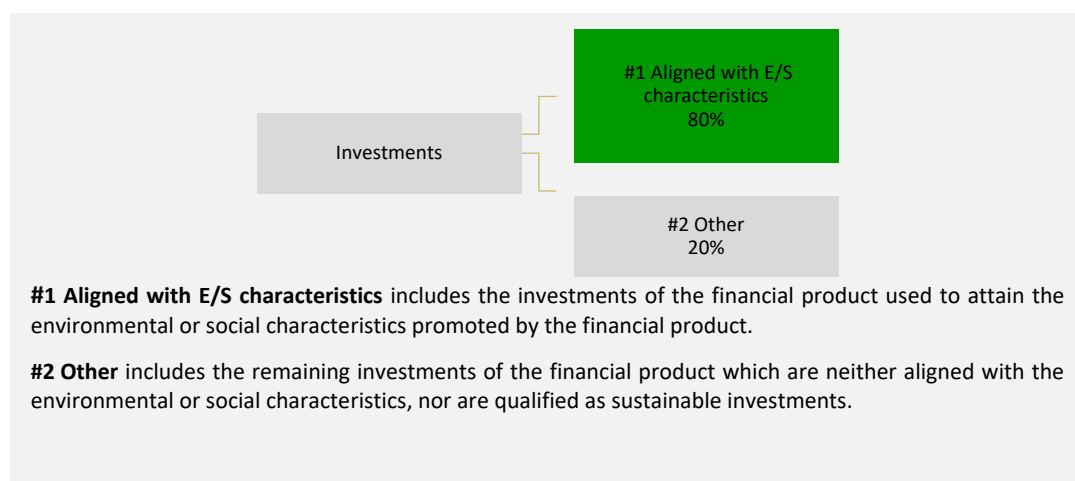 #1 Aligned with E/S
characteristics
80%
Investments
#2 Other
20%
#1 Aligned with E/S characteristics includes the investments of the financial product used to attain the
environmental or social characteristics promoted by the financial product.
#2 Other includes the remaining investments of the financial product which are neither aligned with the
environmental or social characteristics, nor are qualified as sustainable investments.